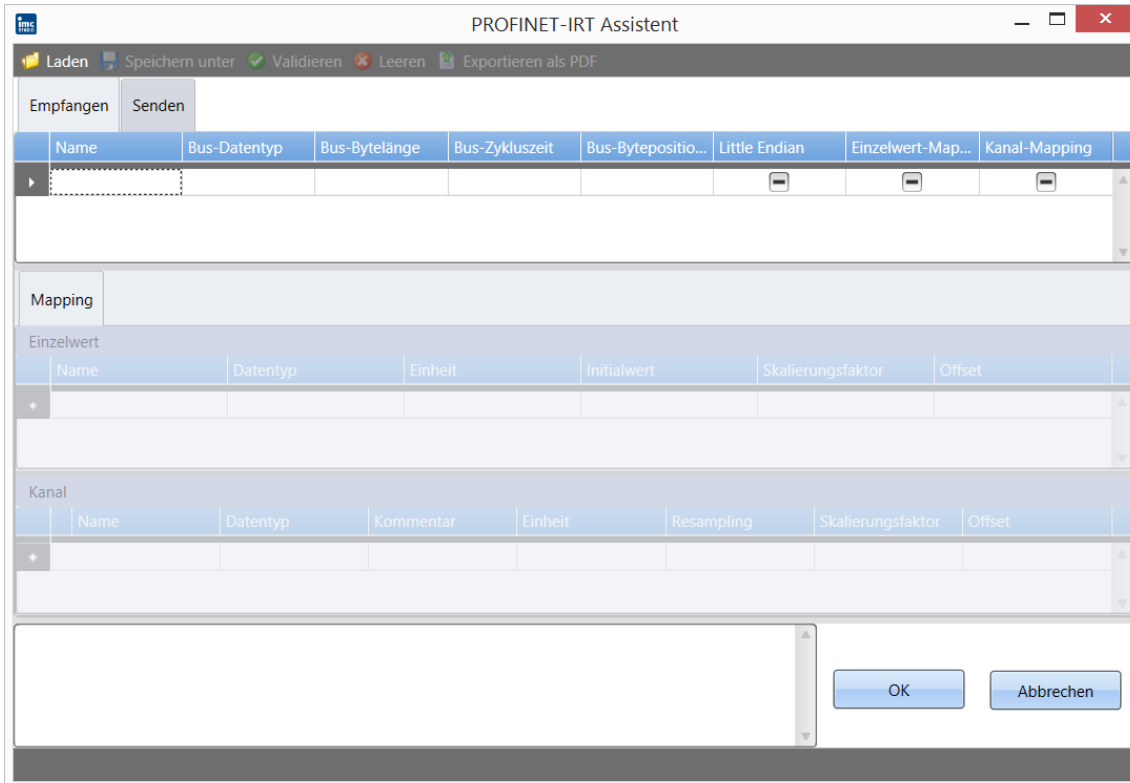 imc
STUDIO
PROFINET-IRT Assistent
Laden Speichern unter Validieren Leeren Exportieren als PDF
Empfangen Senden
Name Bus-Datentyp Bus-Bytelänge Bus-Zykluszeit Bus-Bytepositio... Little Endian Einzelwert-Map... Kanal-Mapping
Mapping
Einzelwert
Name Datentyp Einheit Initialwert Skalierungsfaktor Offset
Kanal
Name Datentyp Kommentar Einheit Resampling Skalierungsfaktor Offset
OK Abbrechen